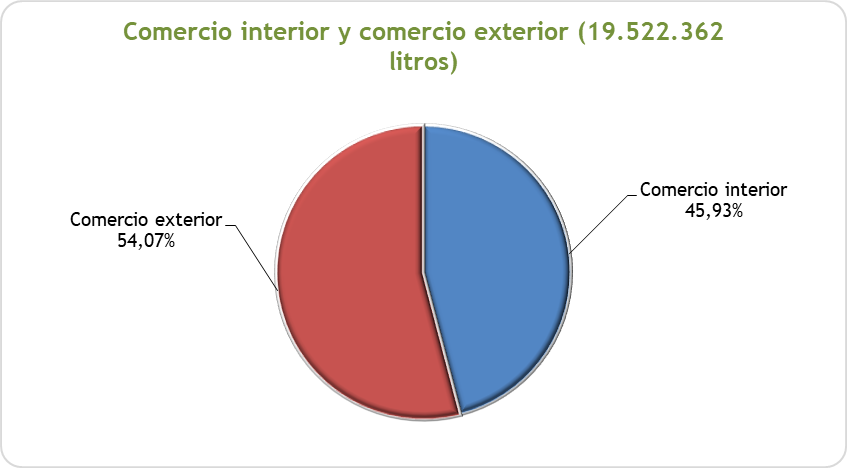 Comercio interior y comercio exterior (19.522.362
litros)
Comercio interior
45,93%
Comercio exterior
54,07%